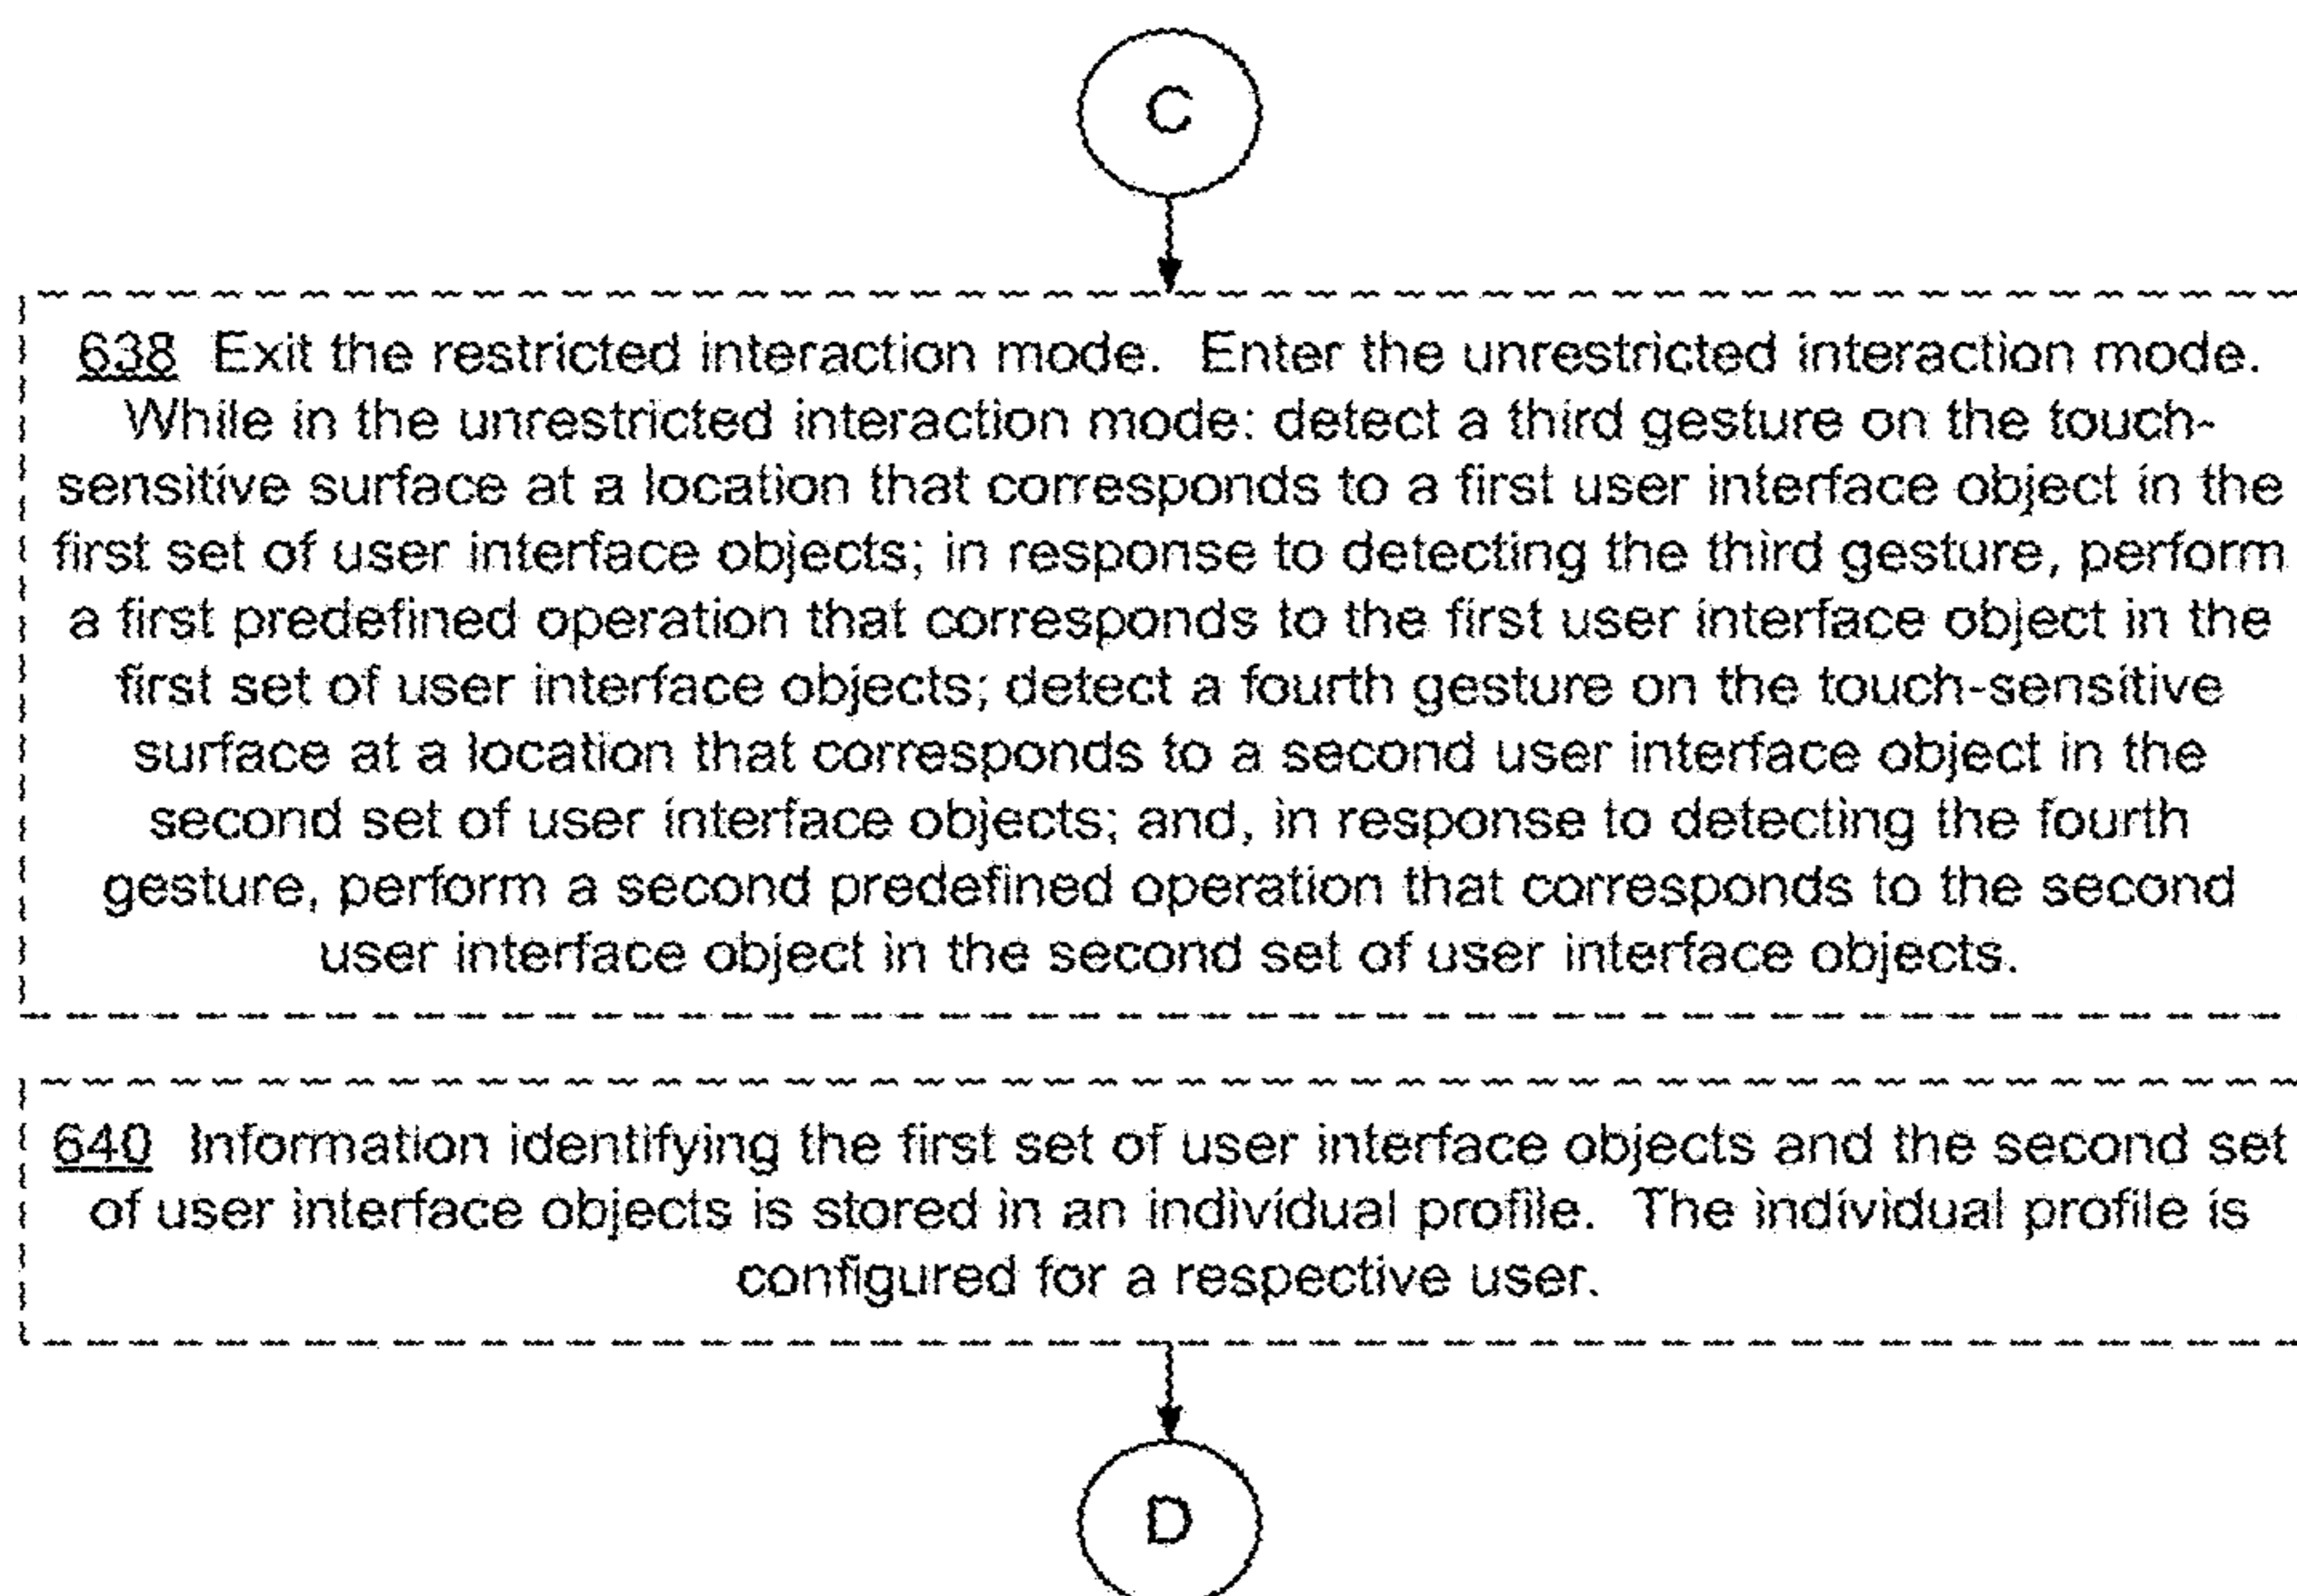 C
638 Exit the restricted interaction mode. Enter the unrestricted interaction mode.
While in the unrestricted interaction mode: detect a third gesture on the touch-
sensitive surface at a location that corresponds to a first user interface object in the
first set of user interface objects; in response to detecting the third gesture, perform
a first predefined operation that corresponds to the first user interface object in the
first set of user interface objects; detect a fourth gesture on the touch-sensitive
surface at a location that corresponds to a second user interface object in the
second set of user interface objects; and, in response to detecting the fourth
gesture, perform a second predefined operation that corresponds to the second
user interface object in the second set of user interface objects.
640 Information identifying the first set of user interface objects and the second set
of user interface objects is stored in an individual profile. The individual profile is
configured for a respective user.
D